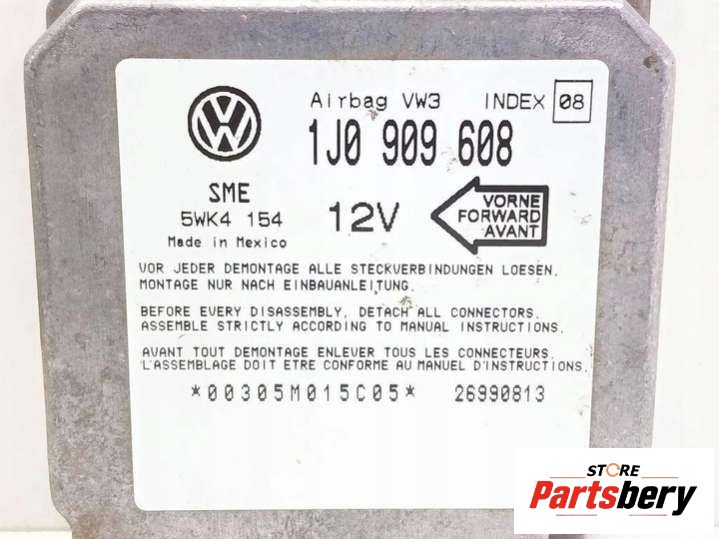 Airbag VW3 INDEX 08
1J0 909 608
SME
5WK4 154
Made in Mexico
12V
VORNE
FORWARD
AVANT
VOR JEDER DEMONTAGE ALLE STECKVERBINDUNGEN LOESEN.
MONTAGE NUR NACH EINBAUANLEITUNG.
BEFORE EVERY DISASSEMBLY, DETACH ALL CONNECTORS.
ASSEMBLE STRICTLY ACCORDING TO MANUAL INSTRUCTIONS.
AVANT TOUT DEMONTAGE ENLEVER TOUS LES CONNECTEURS.
L'ASSEMBLAGE DOIT ETRE CONFORME AU MANUEL D'INSTRUCTIONS.
*00305M015C05* 26990813
STORE
Partsbery